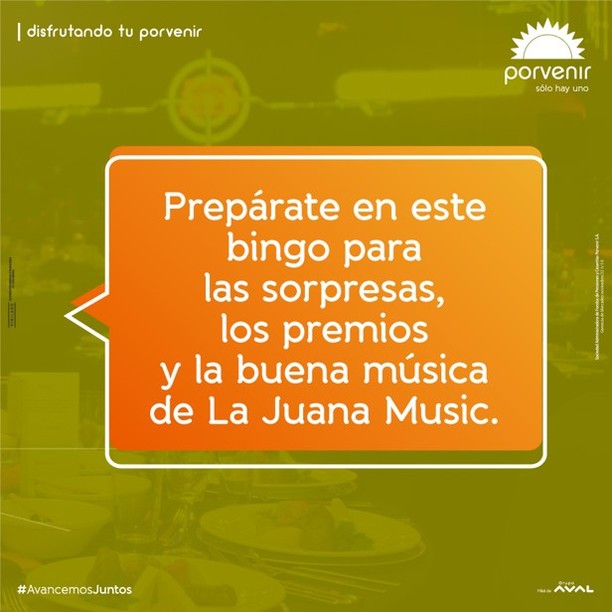 disfrutando tu porvenir
porvenir
sólo hay uno
Prepárate en este
bingo para
las sorpresas,
los premios
y la buena música
de La Juana Music.
#AvancemosJuntos
Grupo
AVAL